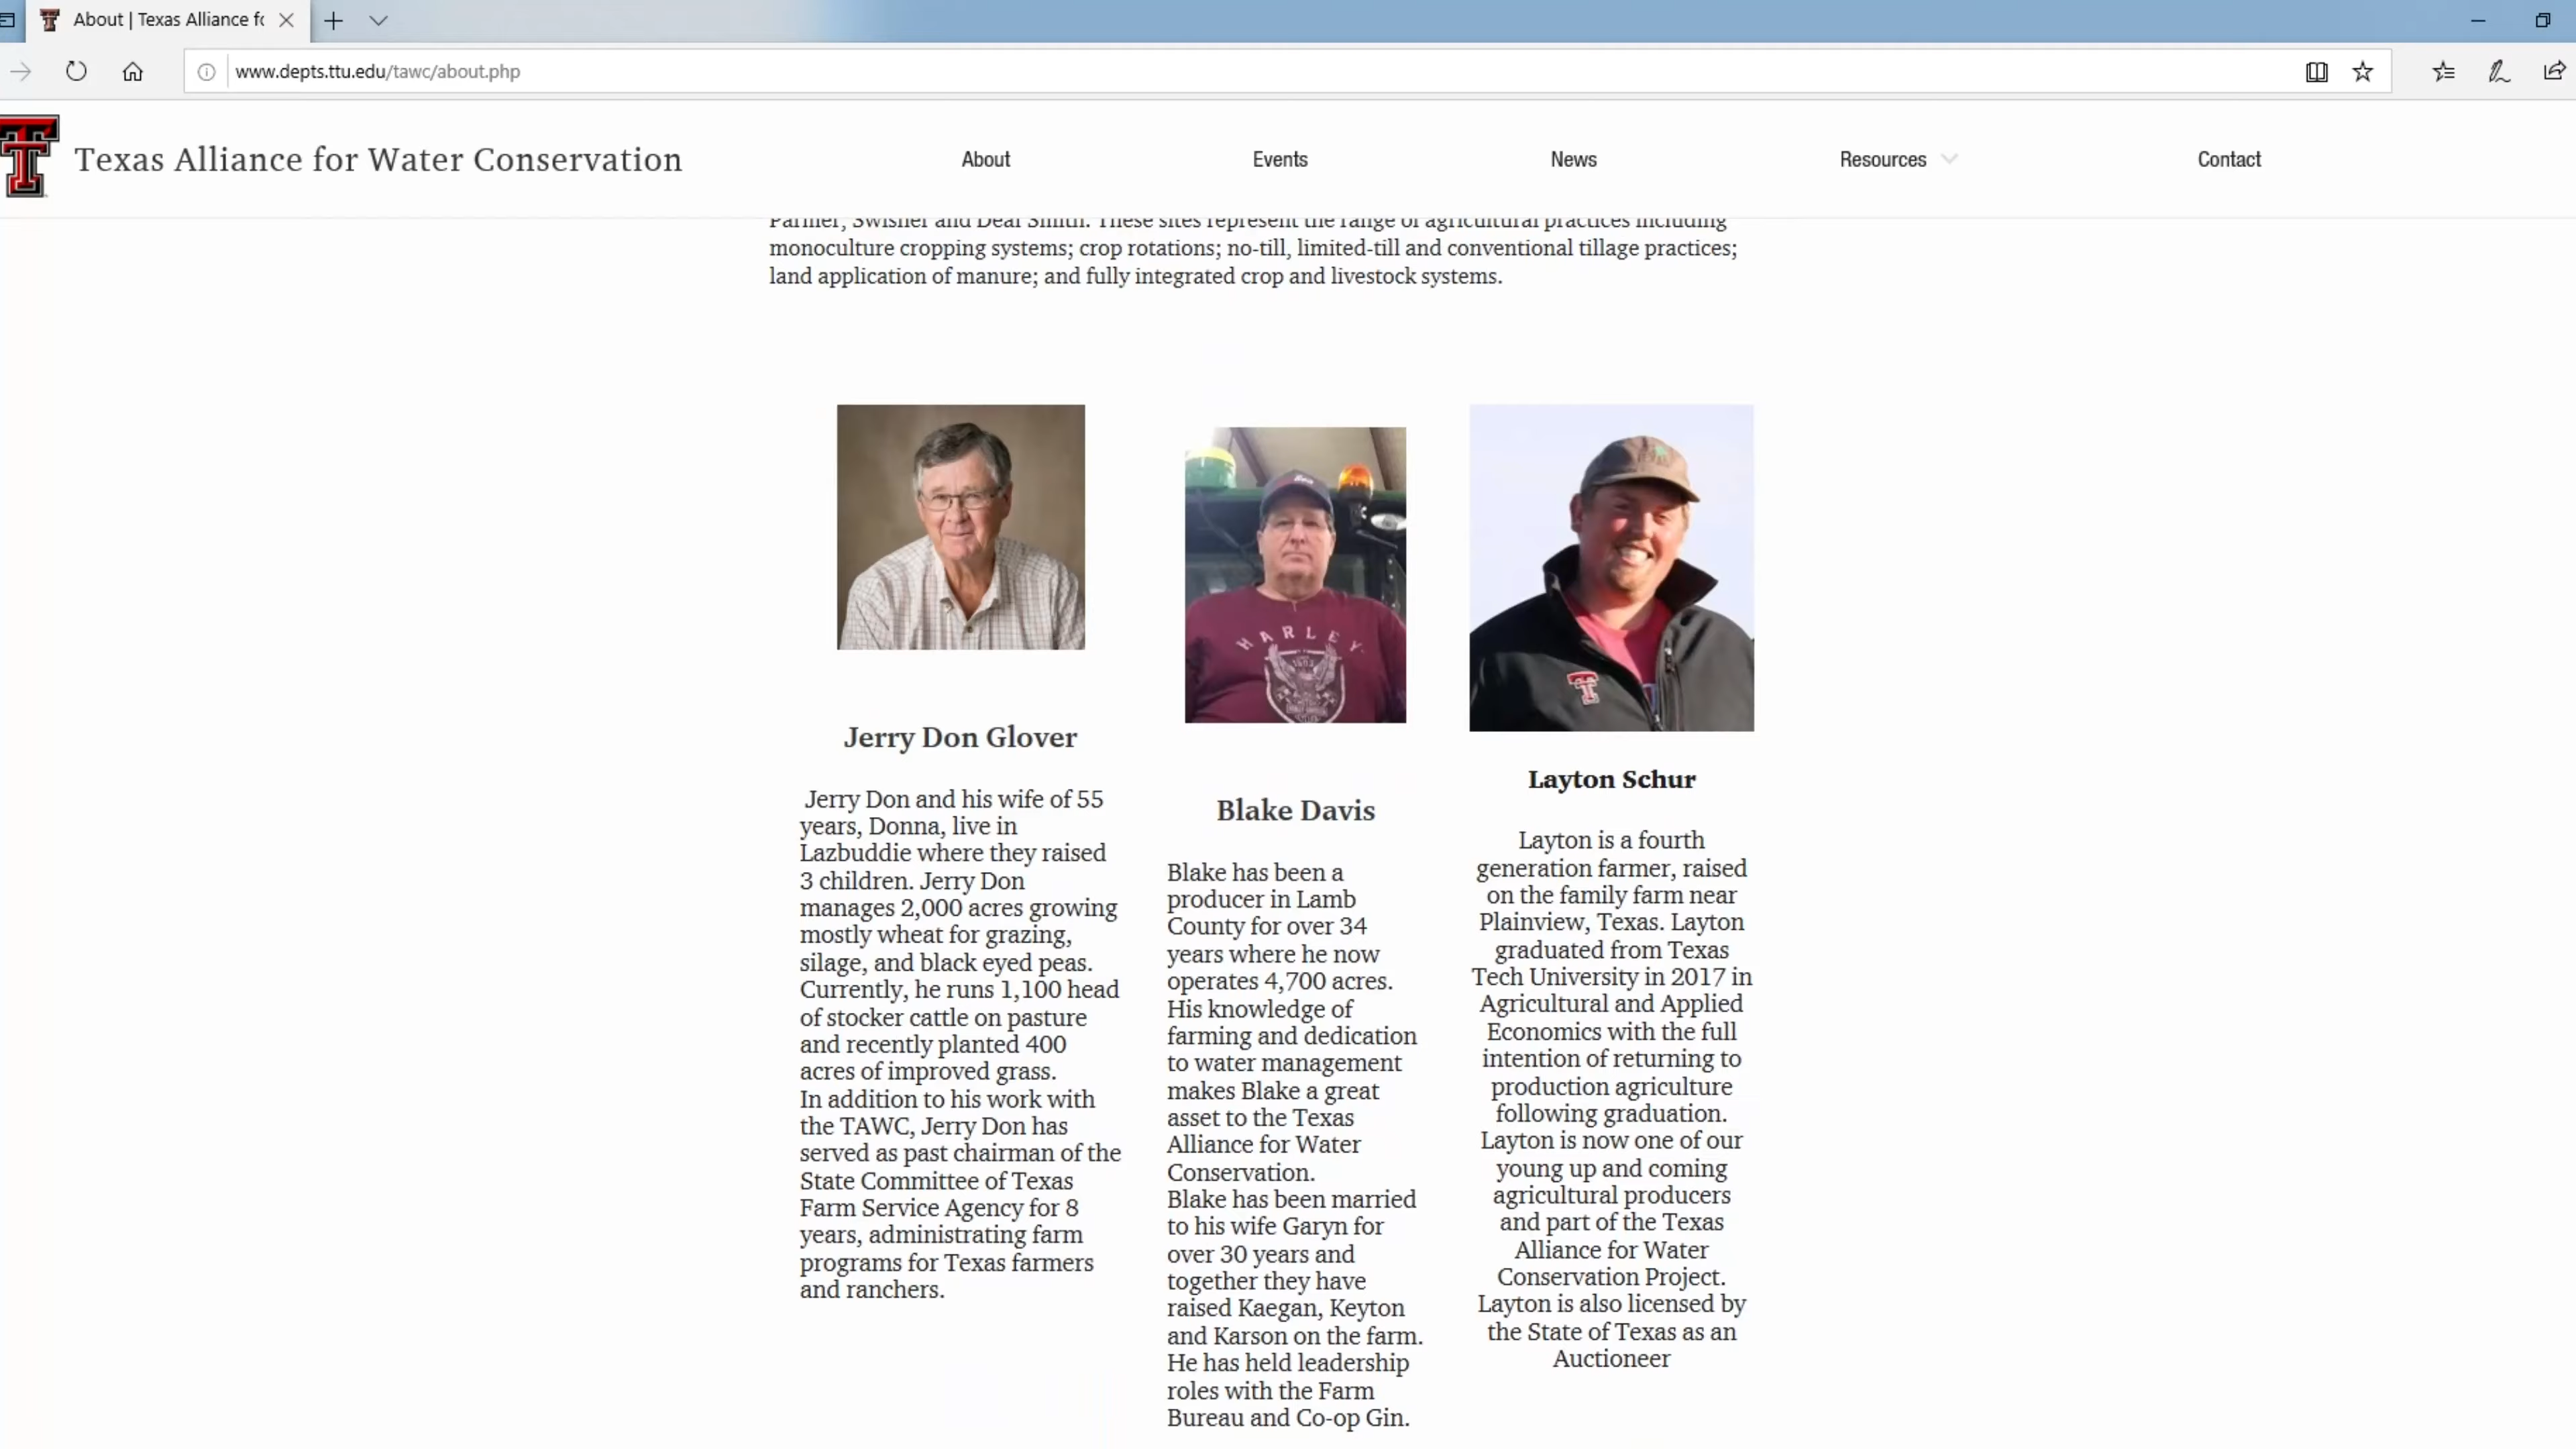 About | Texas Alliance fo
www.depts.ttu.edu/tawc/about.php
Texas Alliance for Water Conservation
About
Events
News
Resources
Contact
Parmer, Swisher and Deaf Smith. These sites represent the range of agricultural practices including
monoculture cropping systems; crop rotations; no-till, limited-till and conventional tillage practices;
land application of manure; and fully integrated crop and livestock systems.
HARLEY
Jerry Don Glover
Jerry Don and his wife of 55
years, Donna, live in
Lazbuddie where they raised
3 children. Jerry Don
manages 2,000 acres growing
mostly wheat for grazing,
silage, and black eyed peas.
Currently, he runs 1,100 head
of stocker cattle on pasture
and recently planted 400
acres of improved grass.
In addition to his work with
the TAWC, Jerry Don has
served as past chairman of the
State Committee of Texas
Farm Service Agency for 8
years, administrating farm
programs for Texas farmers
and ranchers.
Blake Davis
Blake has been a
producer in Lamb
County for over 34
years where he now
operates 4,700 acres.
His knowledge of
farming and dedication
to water management
makes Blake a great
asset to the Texas
Alliance for Water
Conservation.
Blake has been married
to his wife Garyn for
over 30 years and
together they have
raised Kaegan, Keyton
and Karson on the farm.
He has held leadership
roles with the Farm
Bureau and Co-op Gin.
Layton Schur
Layton is a fourth
generation farmer, raised
on the family farm near
Plainview, Texas. Layton
graduated from Texas
Tech University in 2017 in
Agricultural and Applied
Economics with the full
intention of returning to
production agriculture
following graduation.
Layton is now one of our
young up and coming
agricultural producers
and part of the Texas
Alliance for Water
Conservation Project.
Layton is also licensed by
the State of Texas as an
Auctioneer